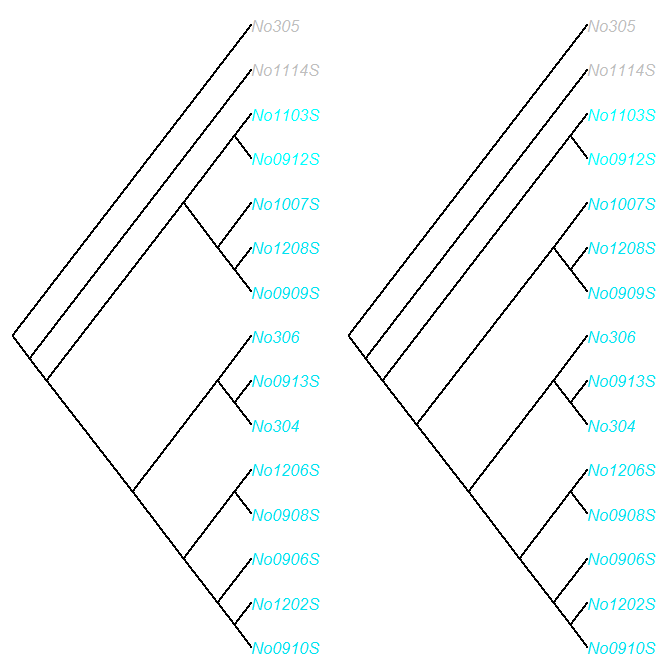 No305 No305
No1114S No1114S
No1103S No1103S
No0912S No0912S
No1007S No1007S
No1208S No1208S
No0909S No0909S
No306 No306
No0913S No0913S
No304 No304
No1206S No1206S
No0908S No0908S
No0906S No0906S
No1202S No1202S
No0910S No0910S